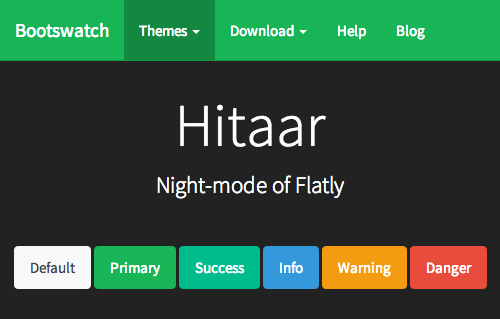 Bootswatch Themes Download Help Blog
Hitaar
Night-mode of Flatly
Default Primary Success Info Warning Danger